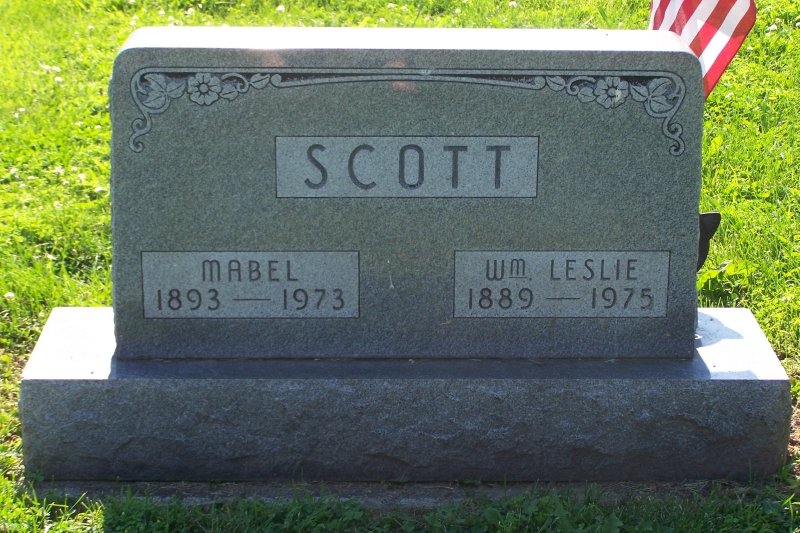 SCOTT
MABEL
1893 — 1973
WM. LESLIE
1889 — 1975